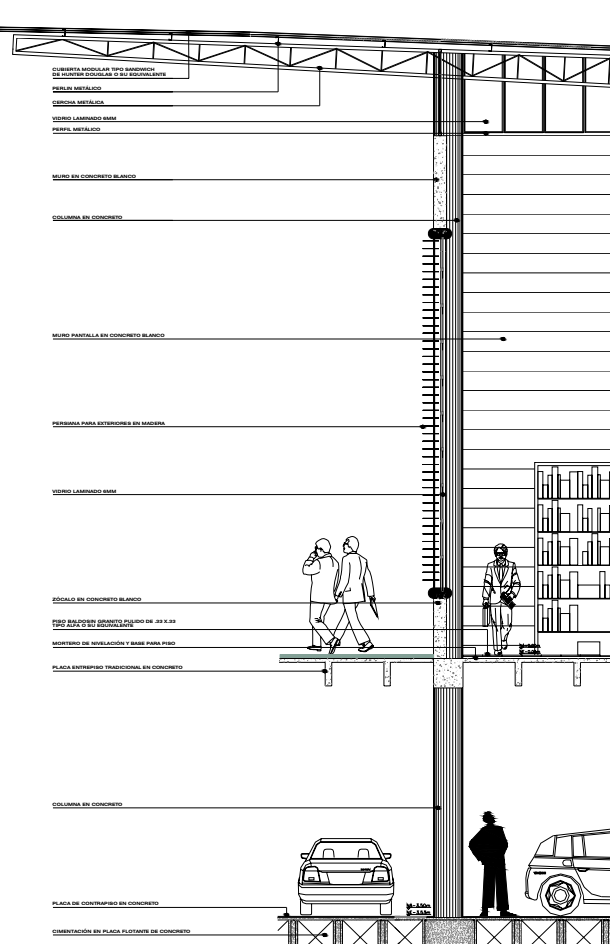 CUBIERTA MODULAR TIPO SANDWICH
DE HUNTER DOUGLAS O SU EQUIVALENTE
PERLIN METÁLICO
CERCHA METÁLICA
VIDRIO LAMINADO 6MM
PERFIL METÁLICO
MURO EN CONCRETO BLANCO
COLUMNA EN CONCRETO
MURO PANTALLA EN CONCRETO BLANCO
PERSIANA PARA EXTERIORES EN MADERA
VIDRIO LAMINADO 6MM
ZÓCALO EN CONCRETO BLANCO
PISO BALDOSIN GRANITO PULIDO DE .33 X.33
TIPO ALFA O SU EQUIVALENTE
MORTERO DE NIVELACIÓN Y BASE PARA PISO
PLACA ENTREPISO TRADICIONAL EN CONCRETO
COLUMNA EN CONCRETO
PLACA DE CONTRAPISO EN CONCRETO
CIMENTACIÓN EN PLACA FLOTANTE DE CONCRETO